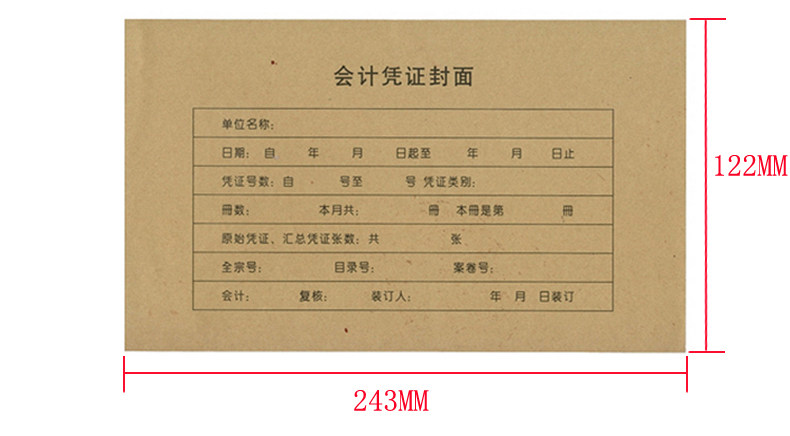 会计凭证封面
单位名称：
日期：自 年 月 日起至 年 月 日止
凭证号数：自 号至 号 凭证类别：
冊数： 本月共： 冊 本冊是第 冊
原始凭证、汇总凭证张数：共 张
全宗号： 目录号： 案卷号：
会计： 复核： 装订人： 年 月 日装订
122MM
243MM